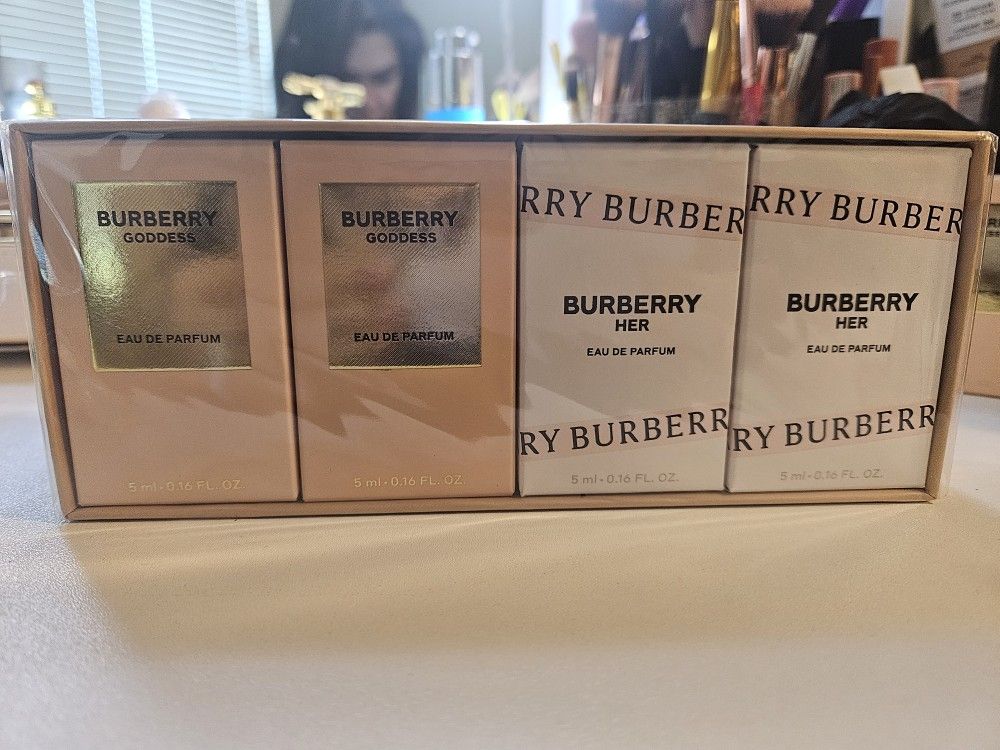 BURBERRY
GODDESS
EAU DE PARFUM
5 ml - 0.16 FL. OZ.
BURBERRY
GODDESS
EAU DE PARFUM
5 ml - 0.16 FL. OZ.
RRY BURBER
BURBERRY
HER
EAU DE PARFUM
RY BURBERR
5 ml - 0.16 FL. OZ.
RRY BURBER
BURBERRY
HER
EAU DE PARFUM
RY BURBERR
5 ml - 0.16 FL. OZ.